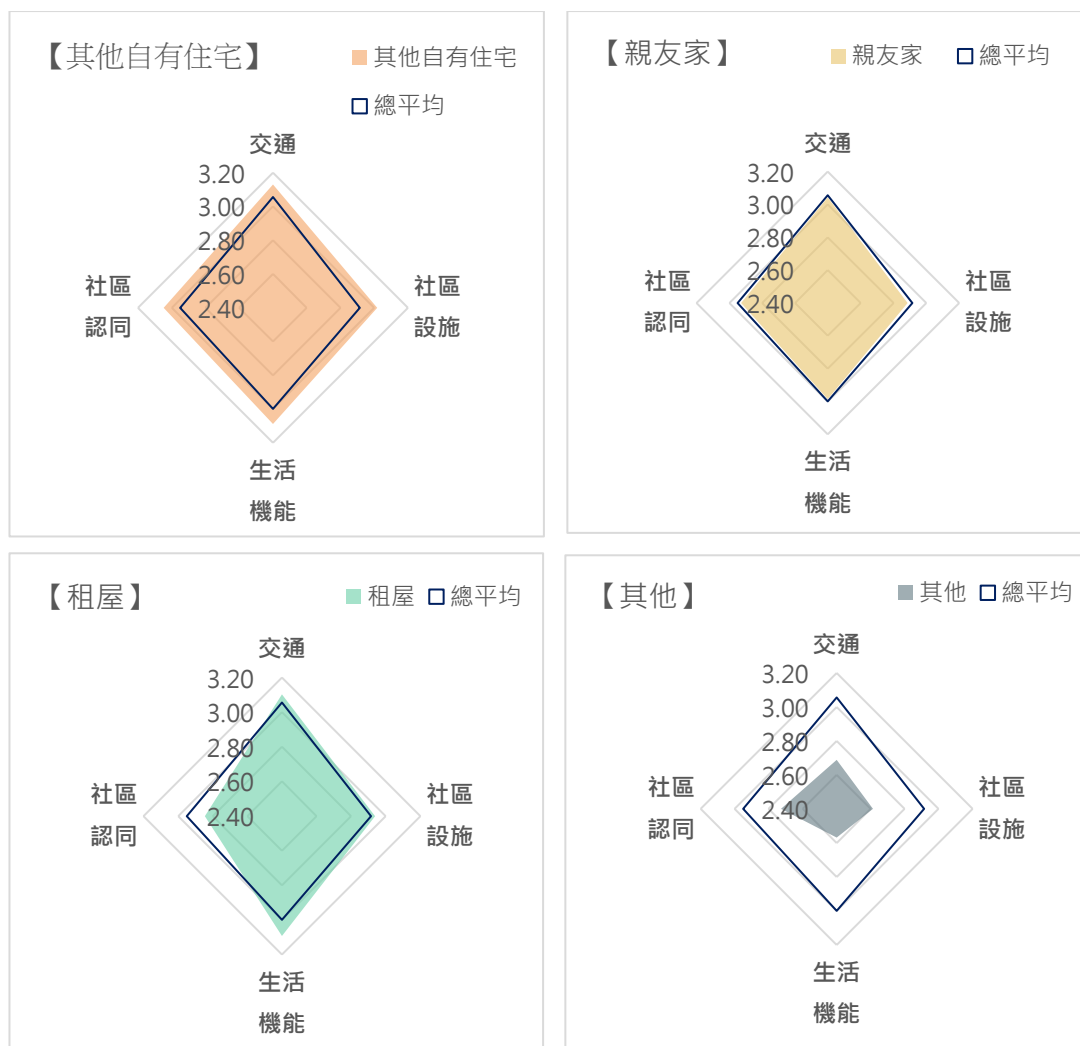 【其他自有住宅】
其他自有住宅
總平均
交通
3.20
3.00
2.80
2.60
2.40
社區
認同
社區
設施
生活
機能
【親友家】
親友家 總平均
交通
3.20
3.00
2.80
2.60
2.40
社區
認同
社區
設施
生活
機能
【租屋】
租屋 總平均
交通
3.20
3.00
2.80
2.60
2.40
社區
認同
社區
設施
生活
機能
【其他】
其他 總平均
交通
3.20
3.00
2.80
2.60
2.40
社區
認同
社區
設施
生活
機能